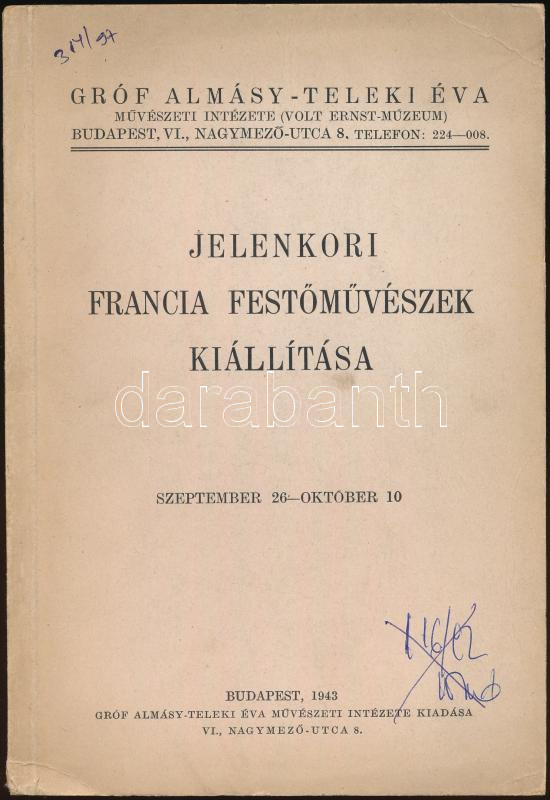 314/97
GRÓF ALMÁSY-TELEKI ÉVA
MŰVÉSZETI INTÉZETE (VOLT ERNST-MÚZEUM)
BUDAPEST, VI., NAGYMEZŐ-UTCA 8. TELEFON: 224—008.
JELENKORI
FRANCIA FESTŐMŰVÉSZEK
KIÁLLÍTÁSA
darabanth
SZEPTEMBER 26—OKTÓBER 10
BUDAPEST, 1943
GRÓF ALMÁSY-TELEKI ÉVA MŰVÉSZETI INTÉZETE KIADÁSA
VI., NAGYMEZŐ-UTCA 8.